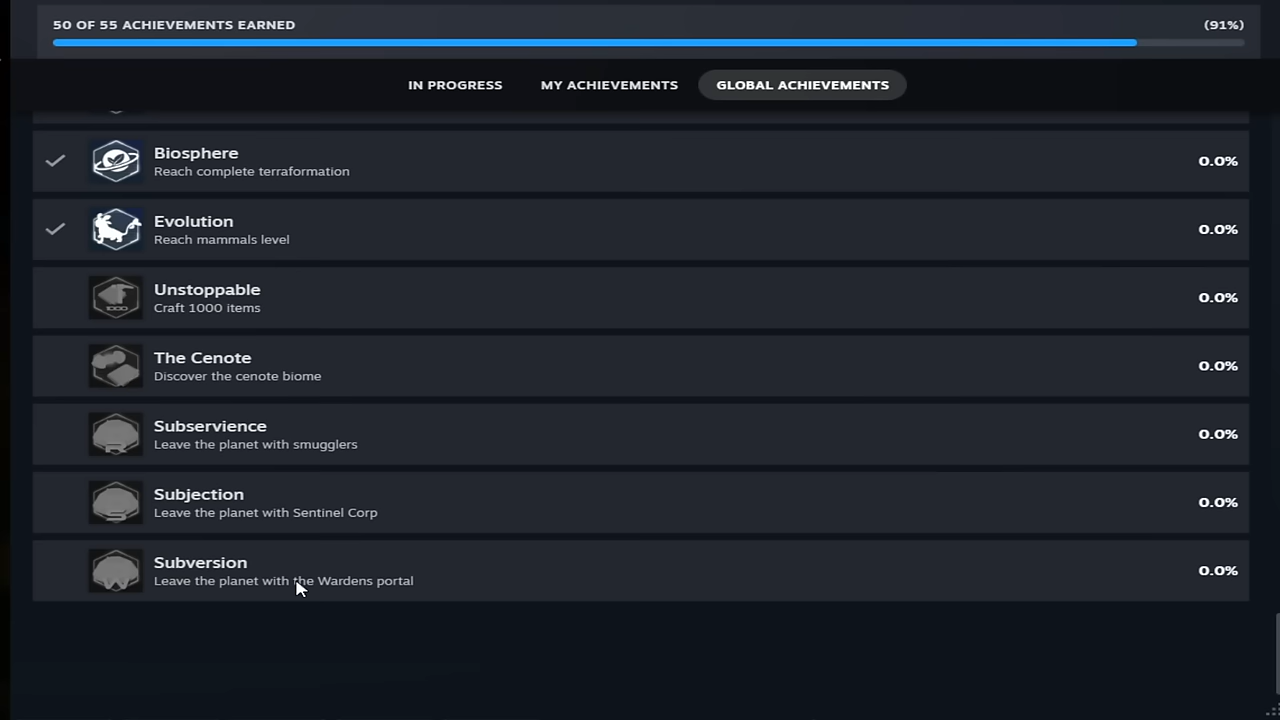 50 OF 55 ACHIEVEMENTS EARNED (91%)
IN PROGRESS MY ACHIEVEMENTS GLOBAL ACHIEVEMENTS
Biosphere
Reach complete terraformation
0.0%
Evolution
Reach mammals level
0.0%
1000
Unstoppable
Craft 1000 items
0.0%
The Cenote
Discover the cenote biome
0.0%
Subservience
Leave the planet with smugglers
0.0%
Subjection
Leave the planet with Sentinel Corp
0.0%
Subversion
Leave the planet with the Wardens portal
0.0%